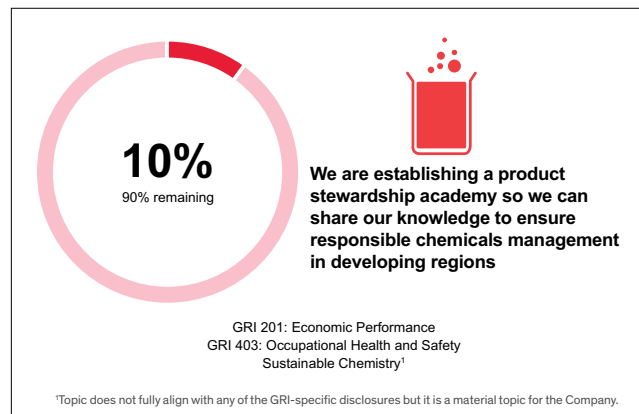 10%
90% remaining
We are establishing a product
stewardship academy so we can
share our knowledge to ensure
responsible chemicals management
in developing regions
GRI 201: Economic Performance
GRI 403: Occupational Health and Safety
Sustainable Chemistry¹
¹Topic does not fully align with any of the GRI-specific disclosures but it is a material topic for the Company.